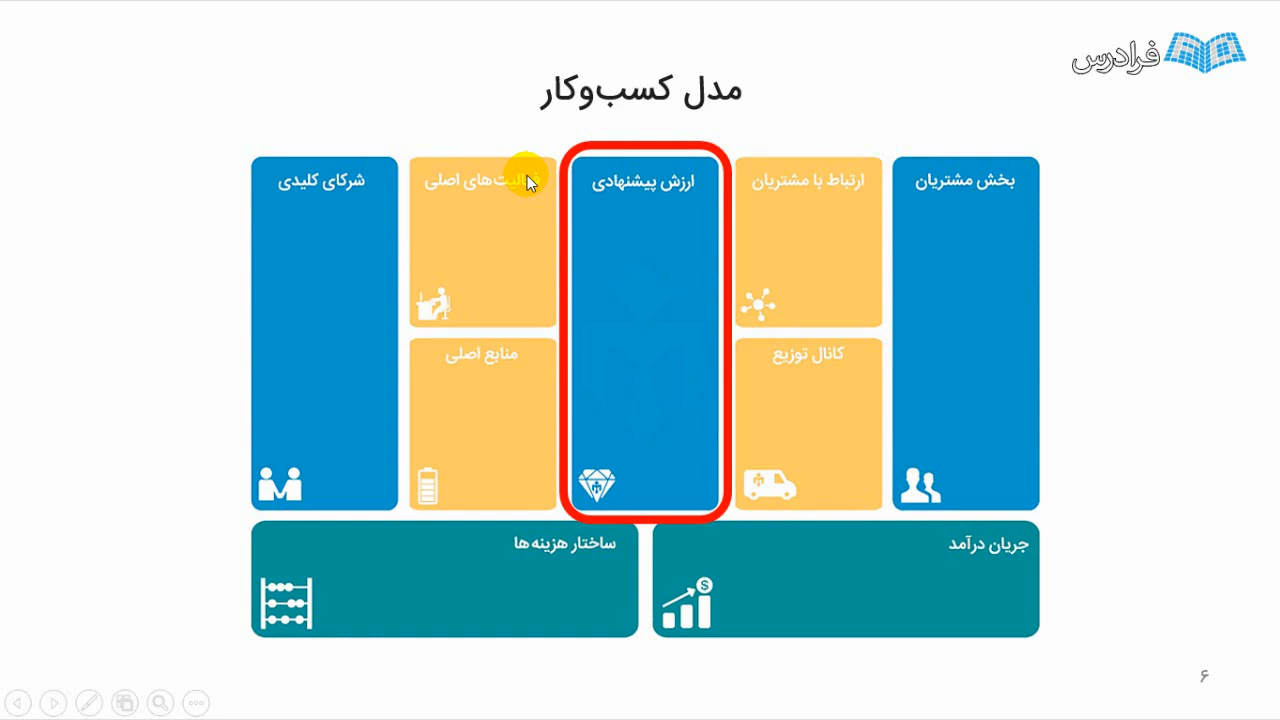 فرادرس
مدل کسب‌وکار
بخش مشتریان
ارتباط با مشتریان
ارزش پیشنهادی
فعالیت‌های اصلی
شرکای کلیدی
کانال توزیع
منابع اصلی
جریان درآمد
ساختار هزینه‌ها
$
۶